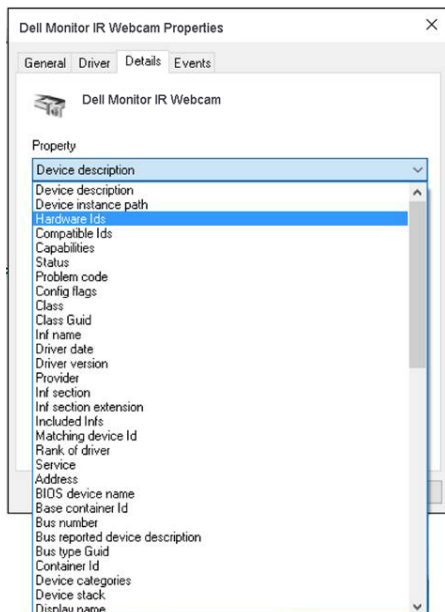 Dell Monitor IR Webcam Properties
General Driver Details Events
Dell Monitor IR Webcam
Property
Device description
Device description
Device instance path
Hardware Ids
Compatible Ids
Capabilities
Status
Problem code
Config flags
Class
Class Guid
Inf name
Driver date
Driver version
Provider
Inf section
Inf section extension
Included Infs
Matching device Id
Rank of driver
Service
Address
BIOS device name
Base container Id
Bus number
Bus reported device description
Bus type Guid
Container Id
Device categories
Device stack
Display name